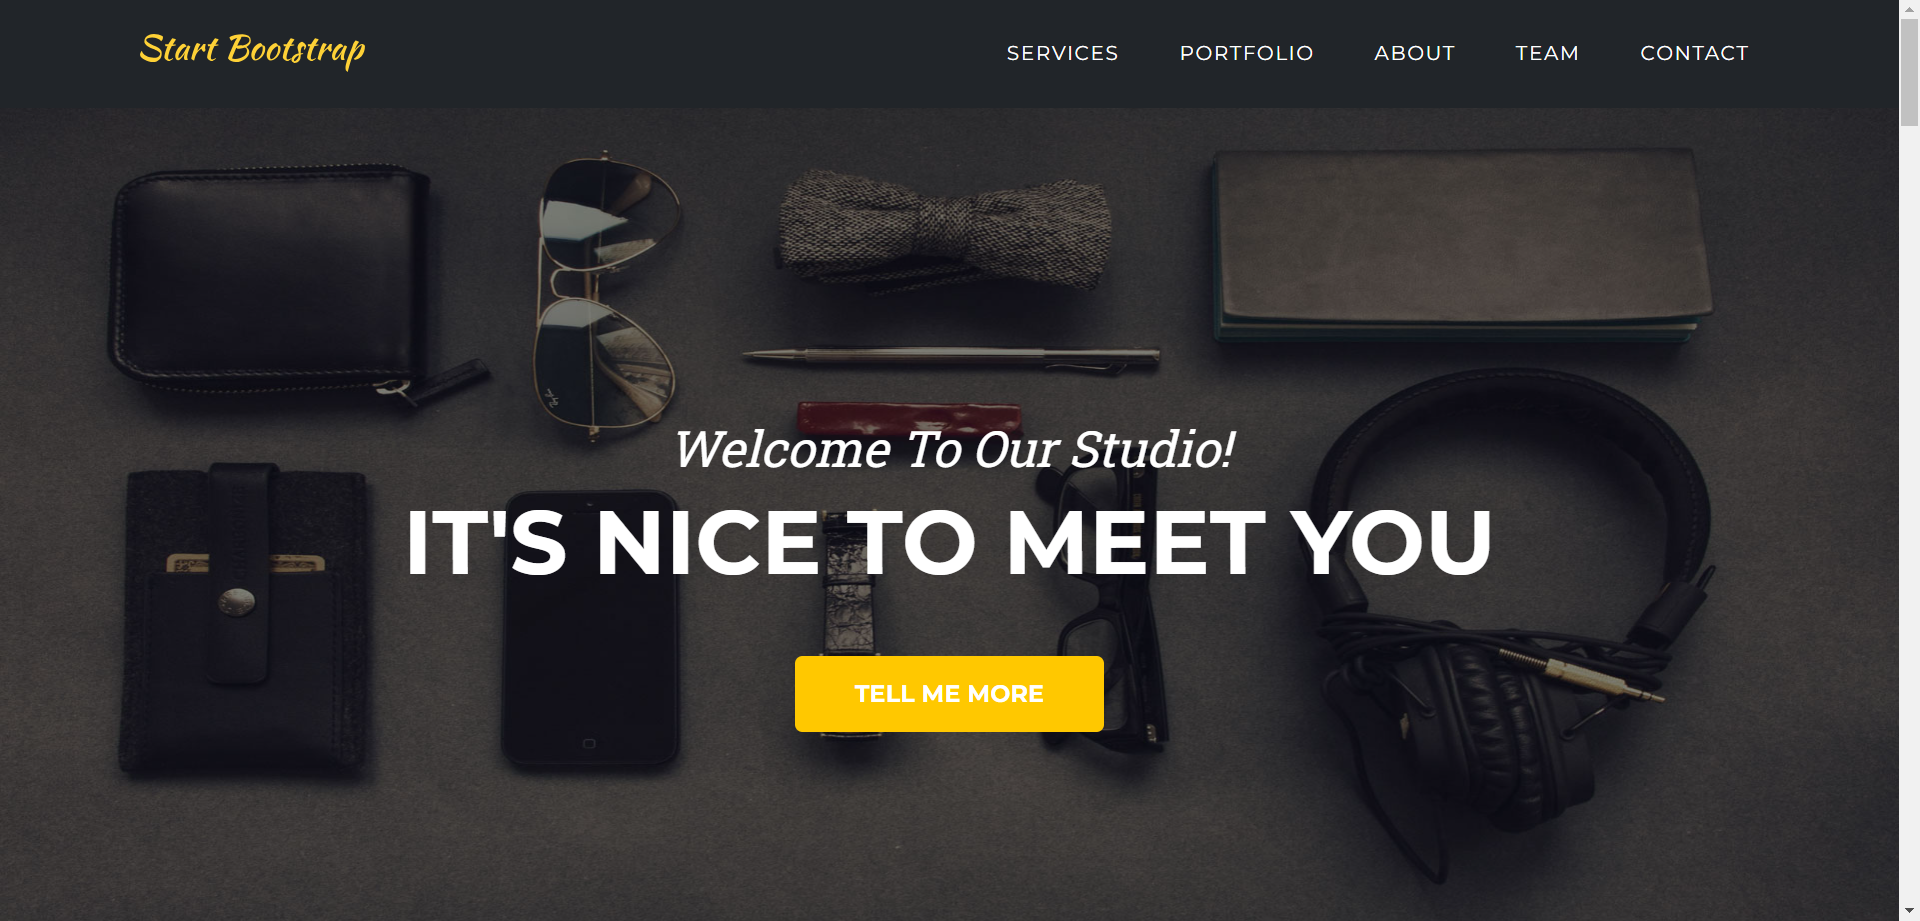 Start Bootstrap
SERVICES PORTFOLIO ABOUT TEAM CONTACT
Welcome To Our Studio!
IT'S NICE TO MEET YOU
TELL ME MORE